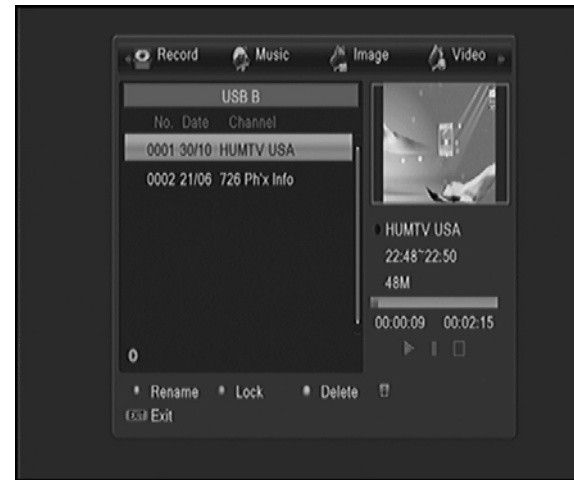 Record Music Image Video
USB B
No. Date Channel
0001 30/10 HUMTV USA
0002 21/06 726 Ph'x Info
HUMTV USA
22:48~22:50
48M
00:00:09 00:02:15
0
Rename Lock Delete
EXIT Exit